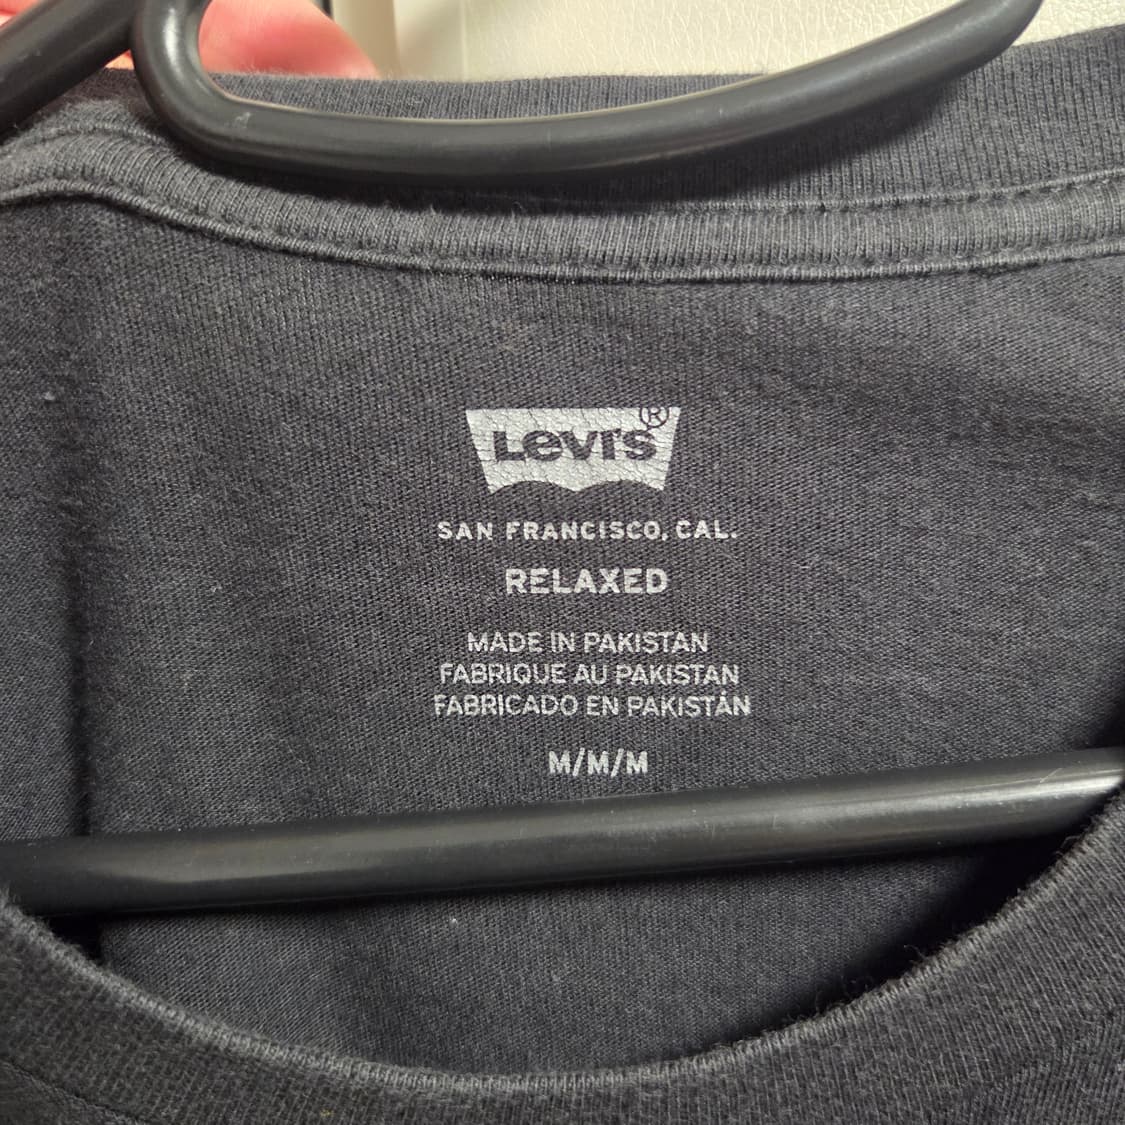 Levi's®
SAN FRANCISCO, CAL.
RELAXED
MADE IN PAKISTAN
FABRIQUE AU PAKISTAN
FABRICADO EN PAKISTÁN
M/M/M